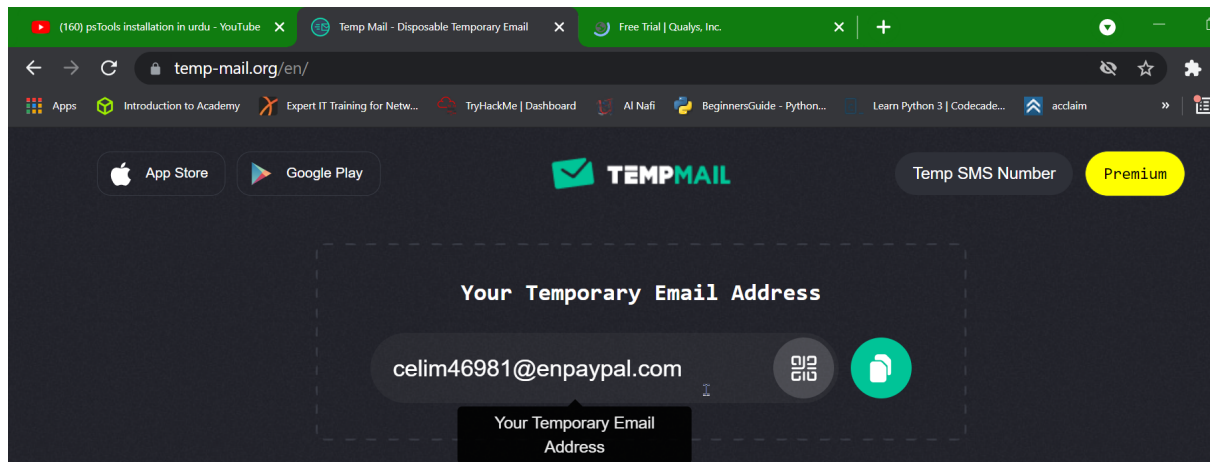 (160) psTools installation in urdu - YouTube
Temp Mail - Disposable Temporary Email
Free Trial | Qualys, Inc.
temp-mail.org/en/
Apps
Introduction to Academy
Expert IT Training for Netw...
TryHackMe | Dashboard
Al Nafi
BeginnersGuide - Python...
Learn Python 3 | Codecade...
acclaim
»
App Store
Google Play
TEMPMAIL
Temp SMS Number
Premium
Your Temporary Email Address
celim46981@enpaypal.com
Your Temporary Email
Address